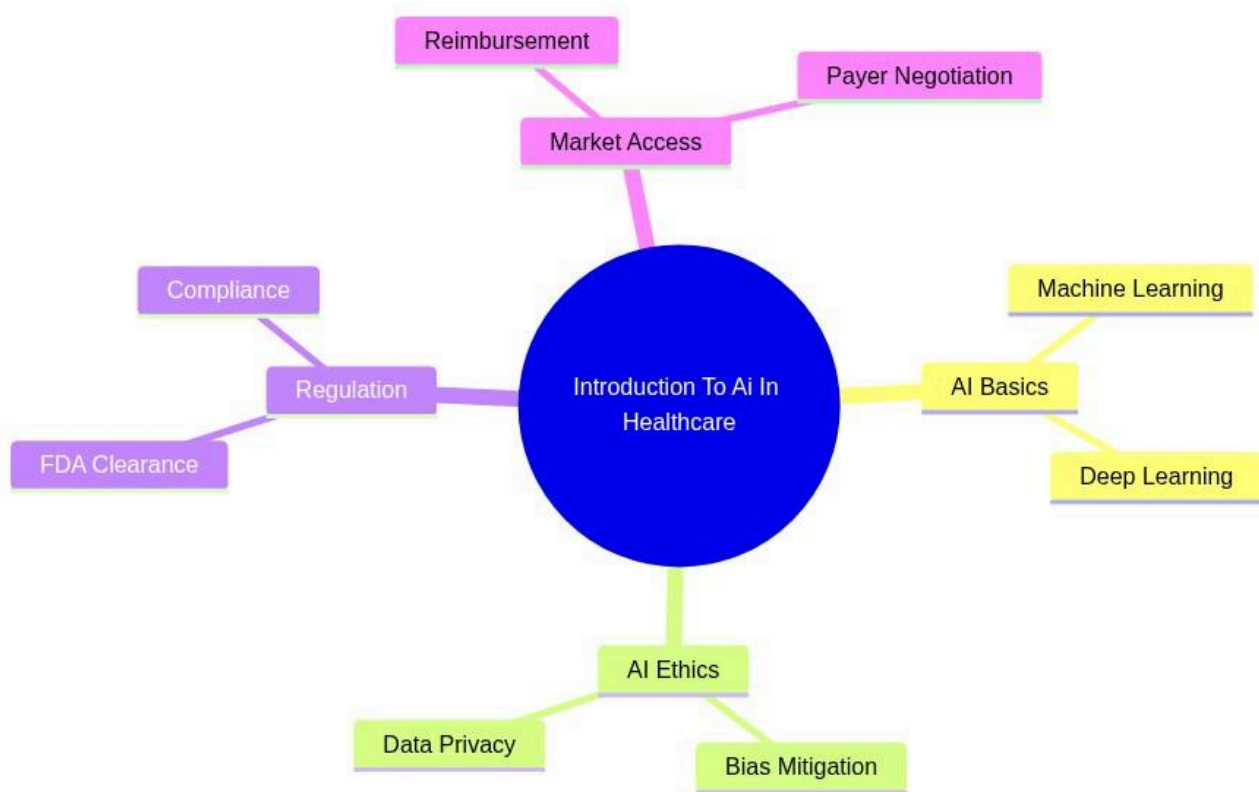 Reimbursement
Payer Negotiation
Market Access
Compliance
Machine Learning
Regulation
Introduction To Ai In
Healthcare
AI Basics
FDA Clearance
Deep Learning
AI Ethics
Data Privacy
Bias Mitigation